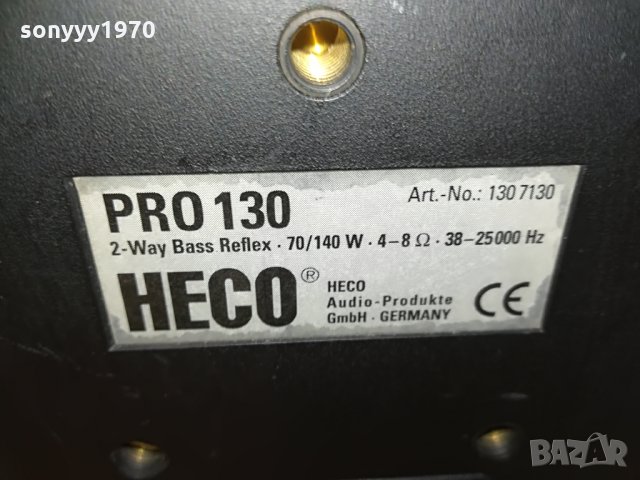 sonyyy1970
PRO 130
Art.-No.: 130 7130
2-Way Bass Reflex · 70/140 W · 4–8 Ω · 38–25000 Hz
HECO®
HECO
Audio-Produkte
GmbH · GERMANY
CE
BAZAR